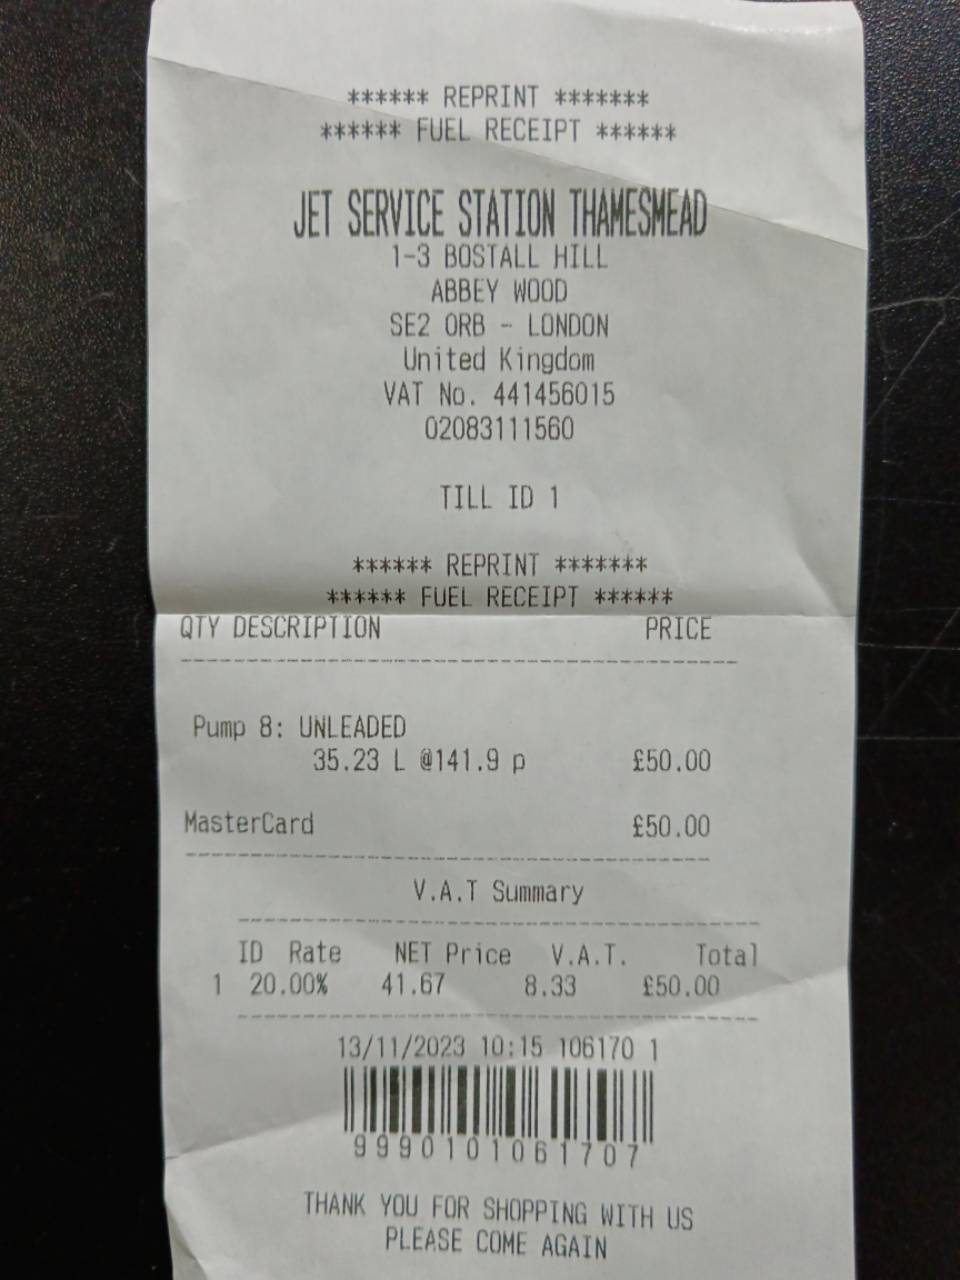 ****** REPRINT *******
****** FUEL RECEIPT ******
JET SERVICE STATION THAMESMEAD
1-3 BOSTALL HILL
ABBEY WOOD
SE2 0RB - LONDON
United Kingdom
VAT No. 441456015
02083111560
TILL ID 1
****** REPRINT *******
****** FUEL RECEIPT ******
QTY DESCRIPTION PRICE
Pump 8: UNLEADED
35.23 L @141.9 p £50.00
MasterCard £50.00
V.A.T Summary
ID Rate NET Price V.A.T. Total
1 20.00% 41.67 8.33 £50.00
13/11/2023 10:15 106170 1
9990101061707
THANK YOU FOR SHOPPING WITH US
PLEASE COME AGAIN